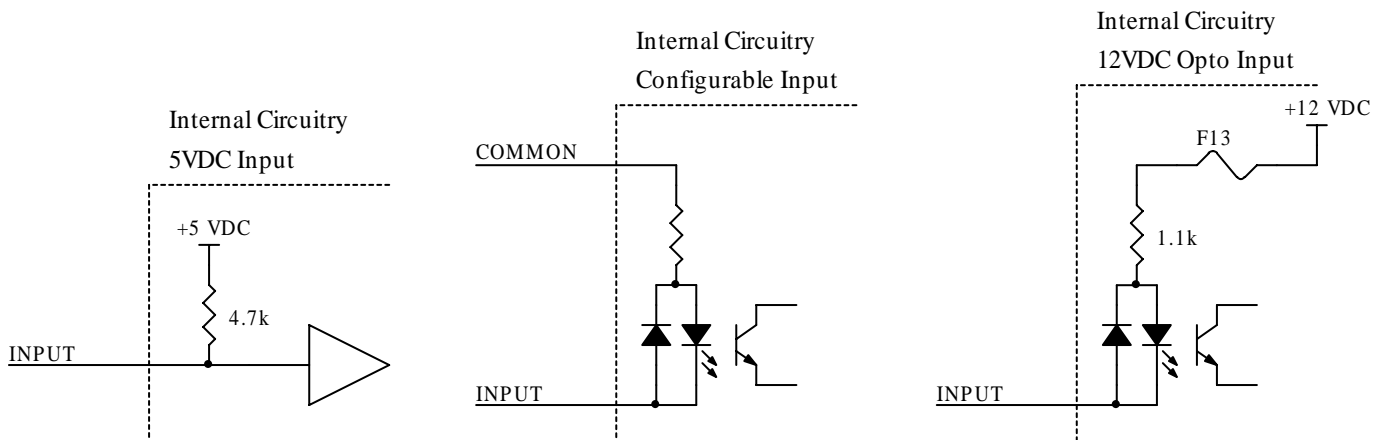 Internal Circuitry
5VDC Input
+5 VDC
4.7k
INPUT
Internal Circuitry
Configurable Input
COMMON
INPUT
Internal Circuitry
12VDC Opto Input
+12 VDC
F13
1.1k
INPUT